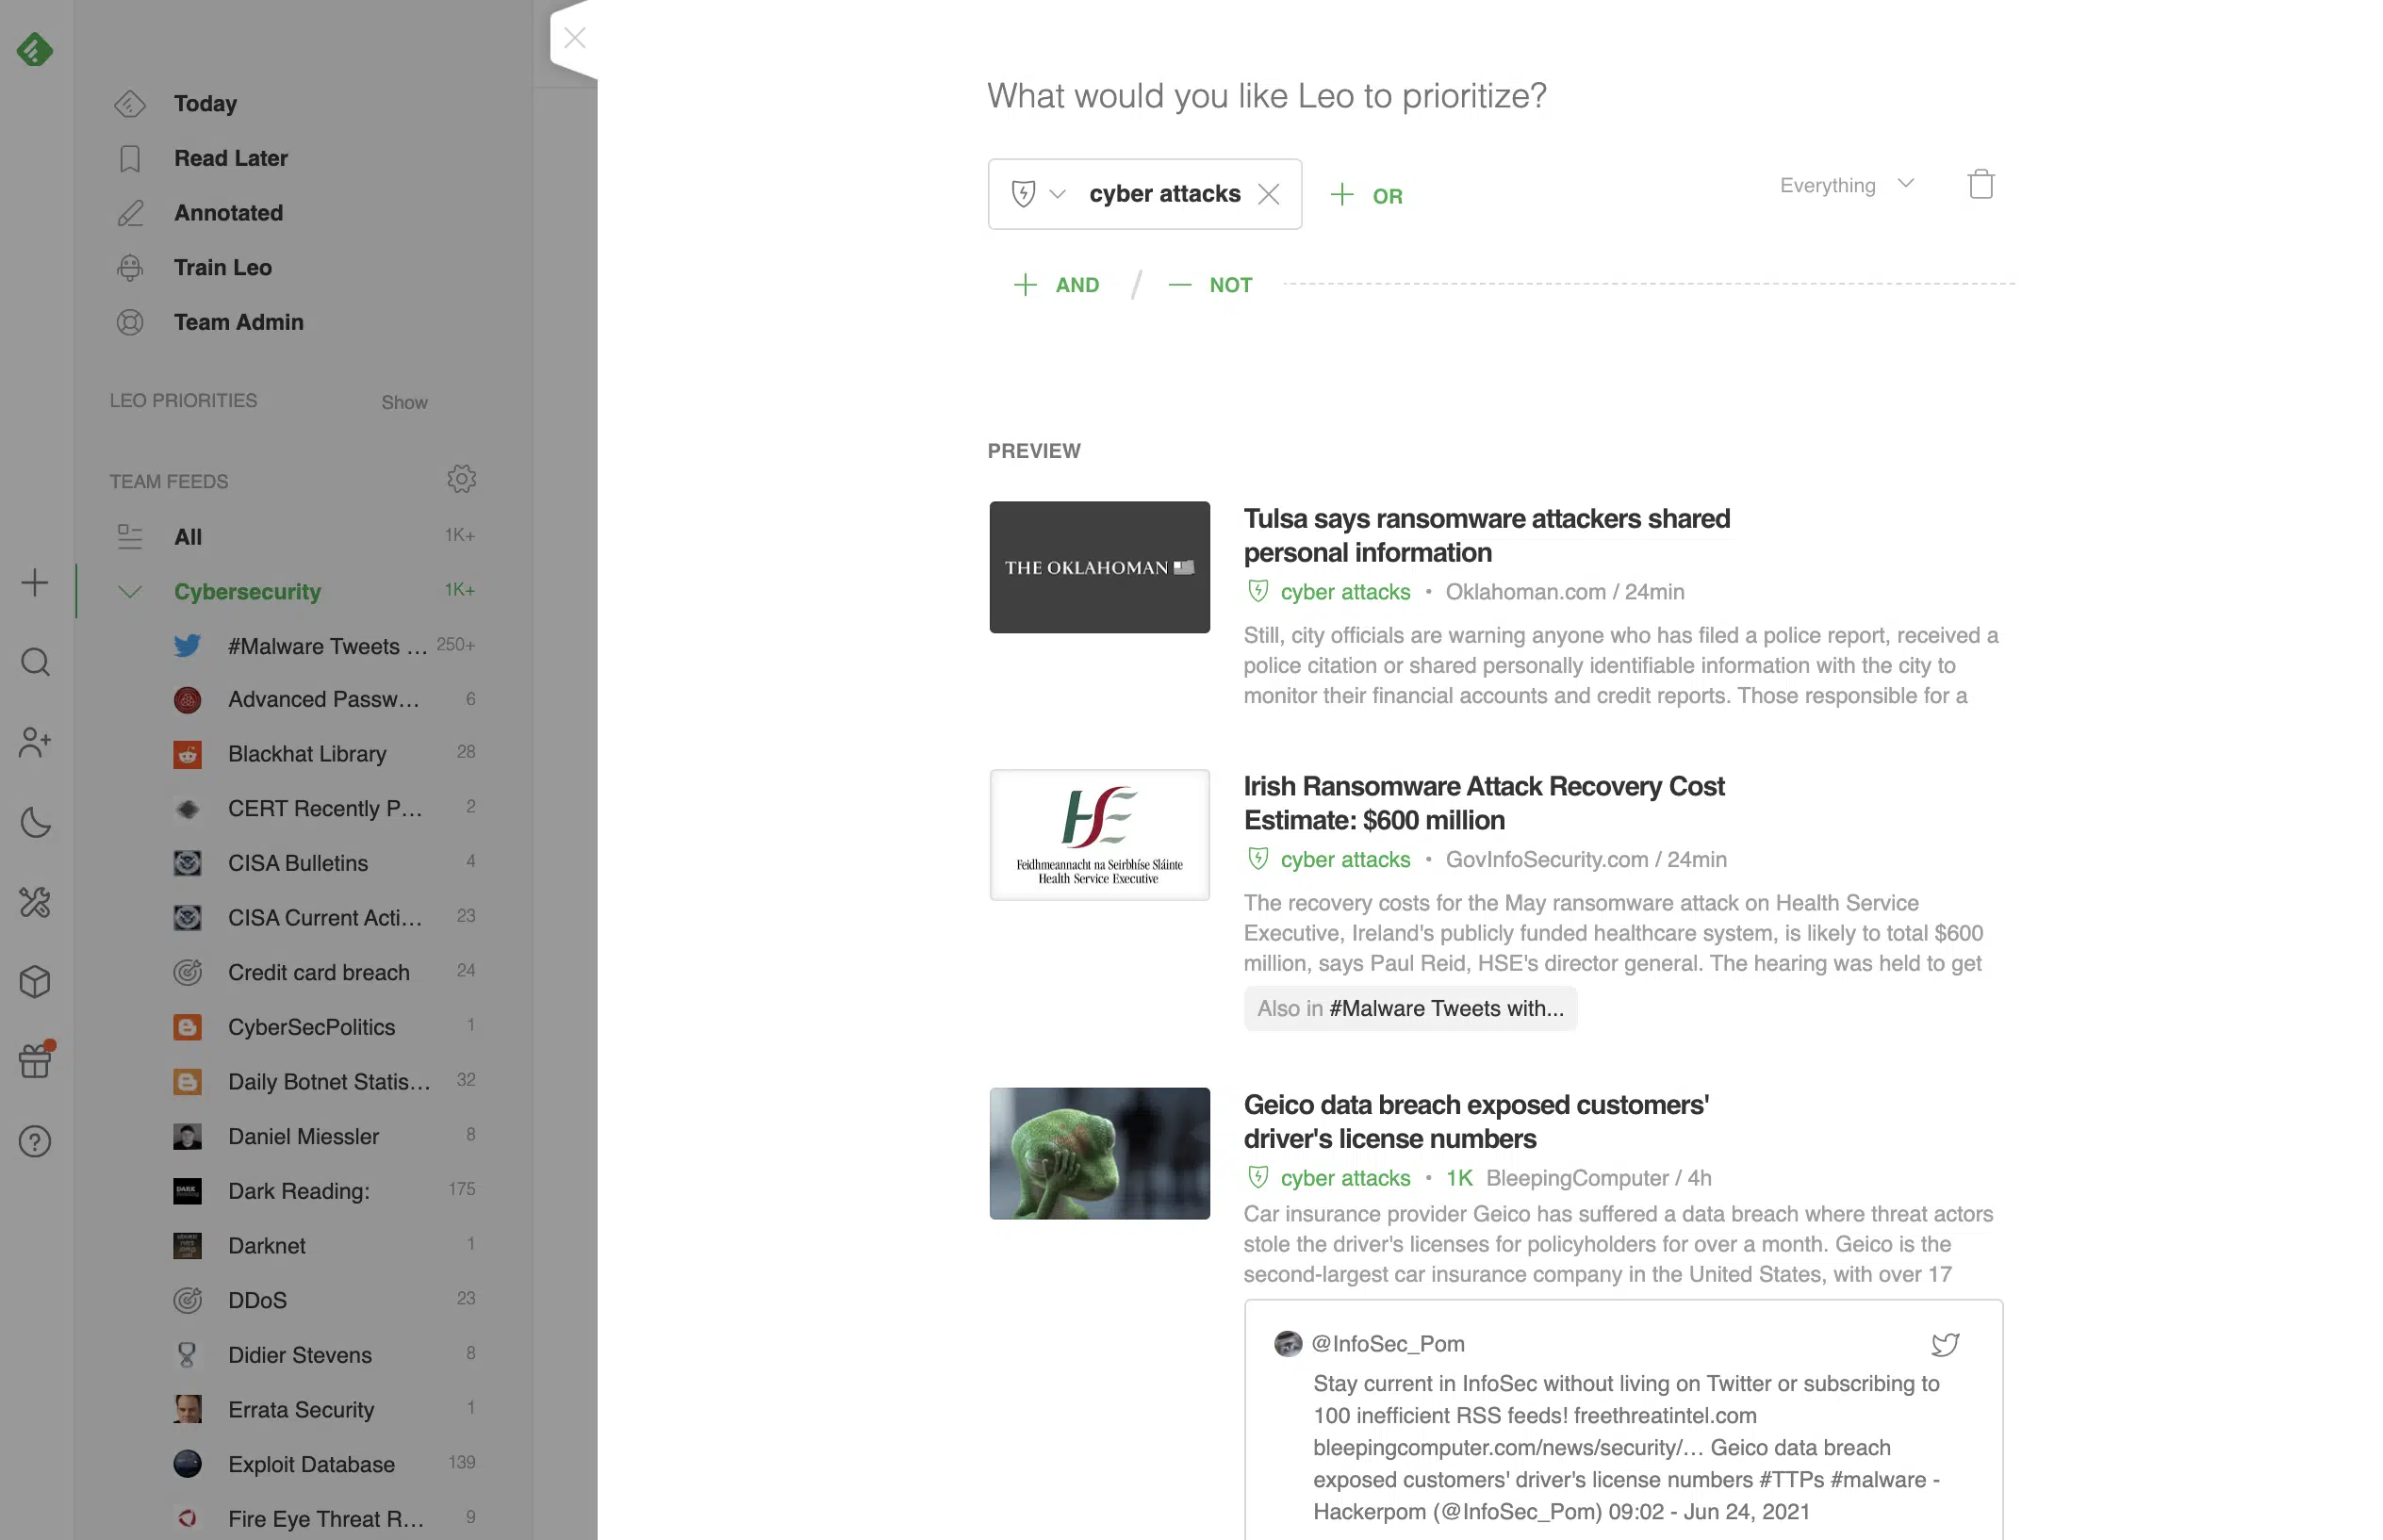 Today
Read Later
Annotated
Train Leo
Team Admin
LEO PRIORITIES Show
TEAM FEEDS
All 1K+
Cybersecurity 1K+
#Malware Tweets ... 250+
Advanced Passw... 6
Blackhat Library 28
CERT Recently P... 2
CISA Bulletins 4
CISA Current Acti... 23
Credit card breach 24
CyberSecPolitics 1
Daily Botnet Statis... 32
Daniel Miessler 8
Dark Reading: 175
Darknet 1
DDoS 23
Didier Stevens 8
Errata Security 1
Exploit Database 139
Fire Eye Threat R... 9
What would you like Leo to prioritize?
cyber attacks OR Everything
AND / NOT
PREVIEW
THE OKLAHOMAN
Tulsa says ransomware attackers shared
personal information
cyber attacks • Oklahoman.com / 24min
Still, city officials are warning anyone who has filed a police report, received a
police citation or shared personally identifiable information with the city to
monitor their financial accounts and credit reports. Those responsible for a
HSE
Feidhmeannacht na Seirbhíse Sláinte
Health Service Executive
Irish Ransomware Attack Recovery Cost
Estimate: $600 million
cyber attacks • GovInfoSecurity.com / 24min
The recovery costs for the May ransomware attack on Health Service
Executive, Ireland's publicly funded healthcare system, is likely to total $600
million, says Paul Reid, HSE's director general. The hearing was held to get
Also in #Malware Tweets with...
Geico data breach exposed customers'
driver's license numbers
cyber attacks • 1K BleepingComputer / 4h
Car insurance provider Geico has suffered a data breach where threat actors
stole the driver's licenses for policyholders for over a month. Geico is the
second-largest car insurance company in the United States, with over 17
@InfoSec_Pom
Stay current in InfoSec without living on Twitter or subscribing to
100 inefficient RSS feeds! freethreatintel.com
bleepingcomputer.com/news/security/… Geico data breach
exposed customers' driver's license numbers #TTPs #malware -
Hackerpom (@InfoSec_Pom) 09:02 - Jun 24, 2021